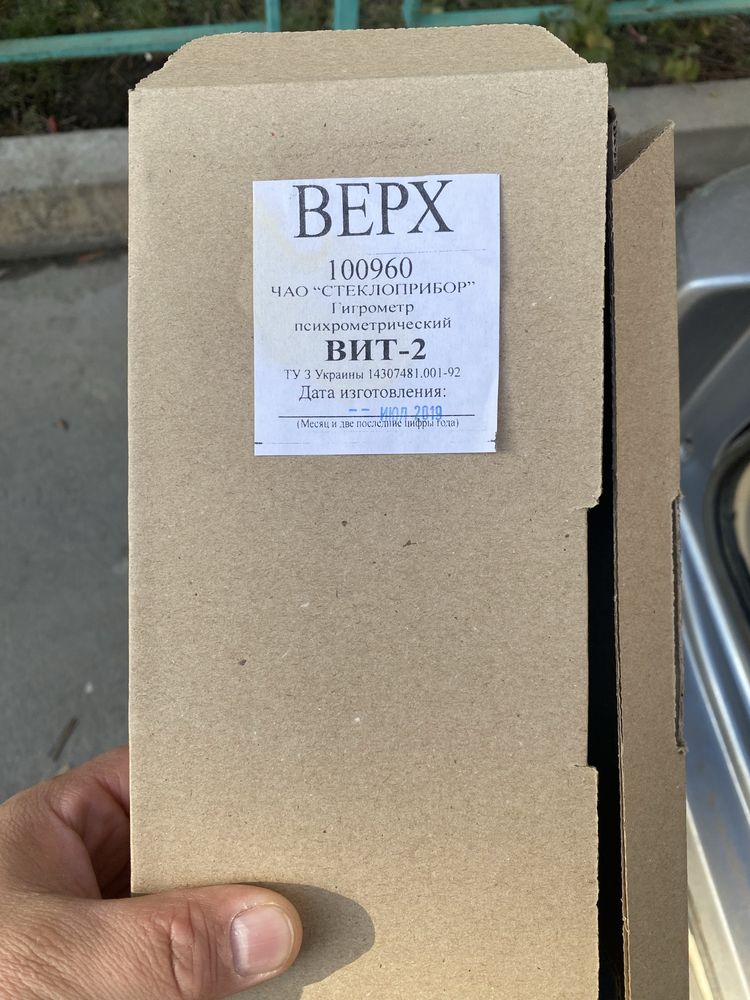 ВЕРХ
100960
ЧАО “СТЕКЛОПРИБОР”
Гигрометр
психрометрический
ВИТ-2
ТУ З Украины 14307481.001-92
Дата изготовления:
-- ИЮЛ 2019
(Месяц и две последние цифры года)